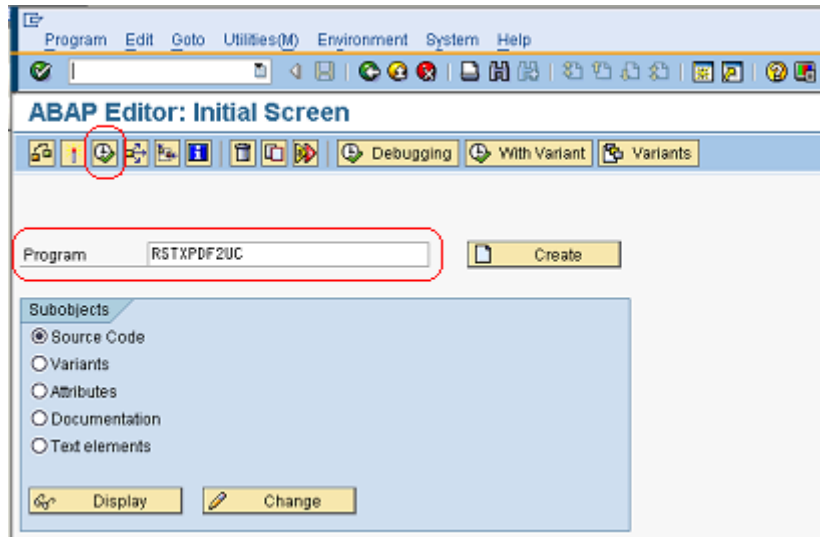 Program Edit Goto Utilities(M) Environment System Help
ABAP Editor: Initial Screen
Debugging With Variant Variants
Program RSTXPDF2UC Create
Subobjects
Source Code
Variants
Attributes
Documentation
Text elements
Display Change